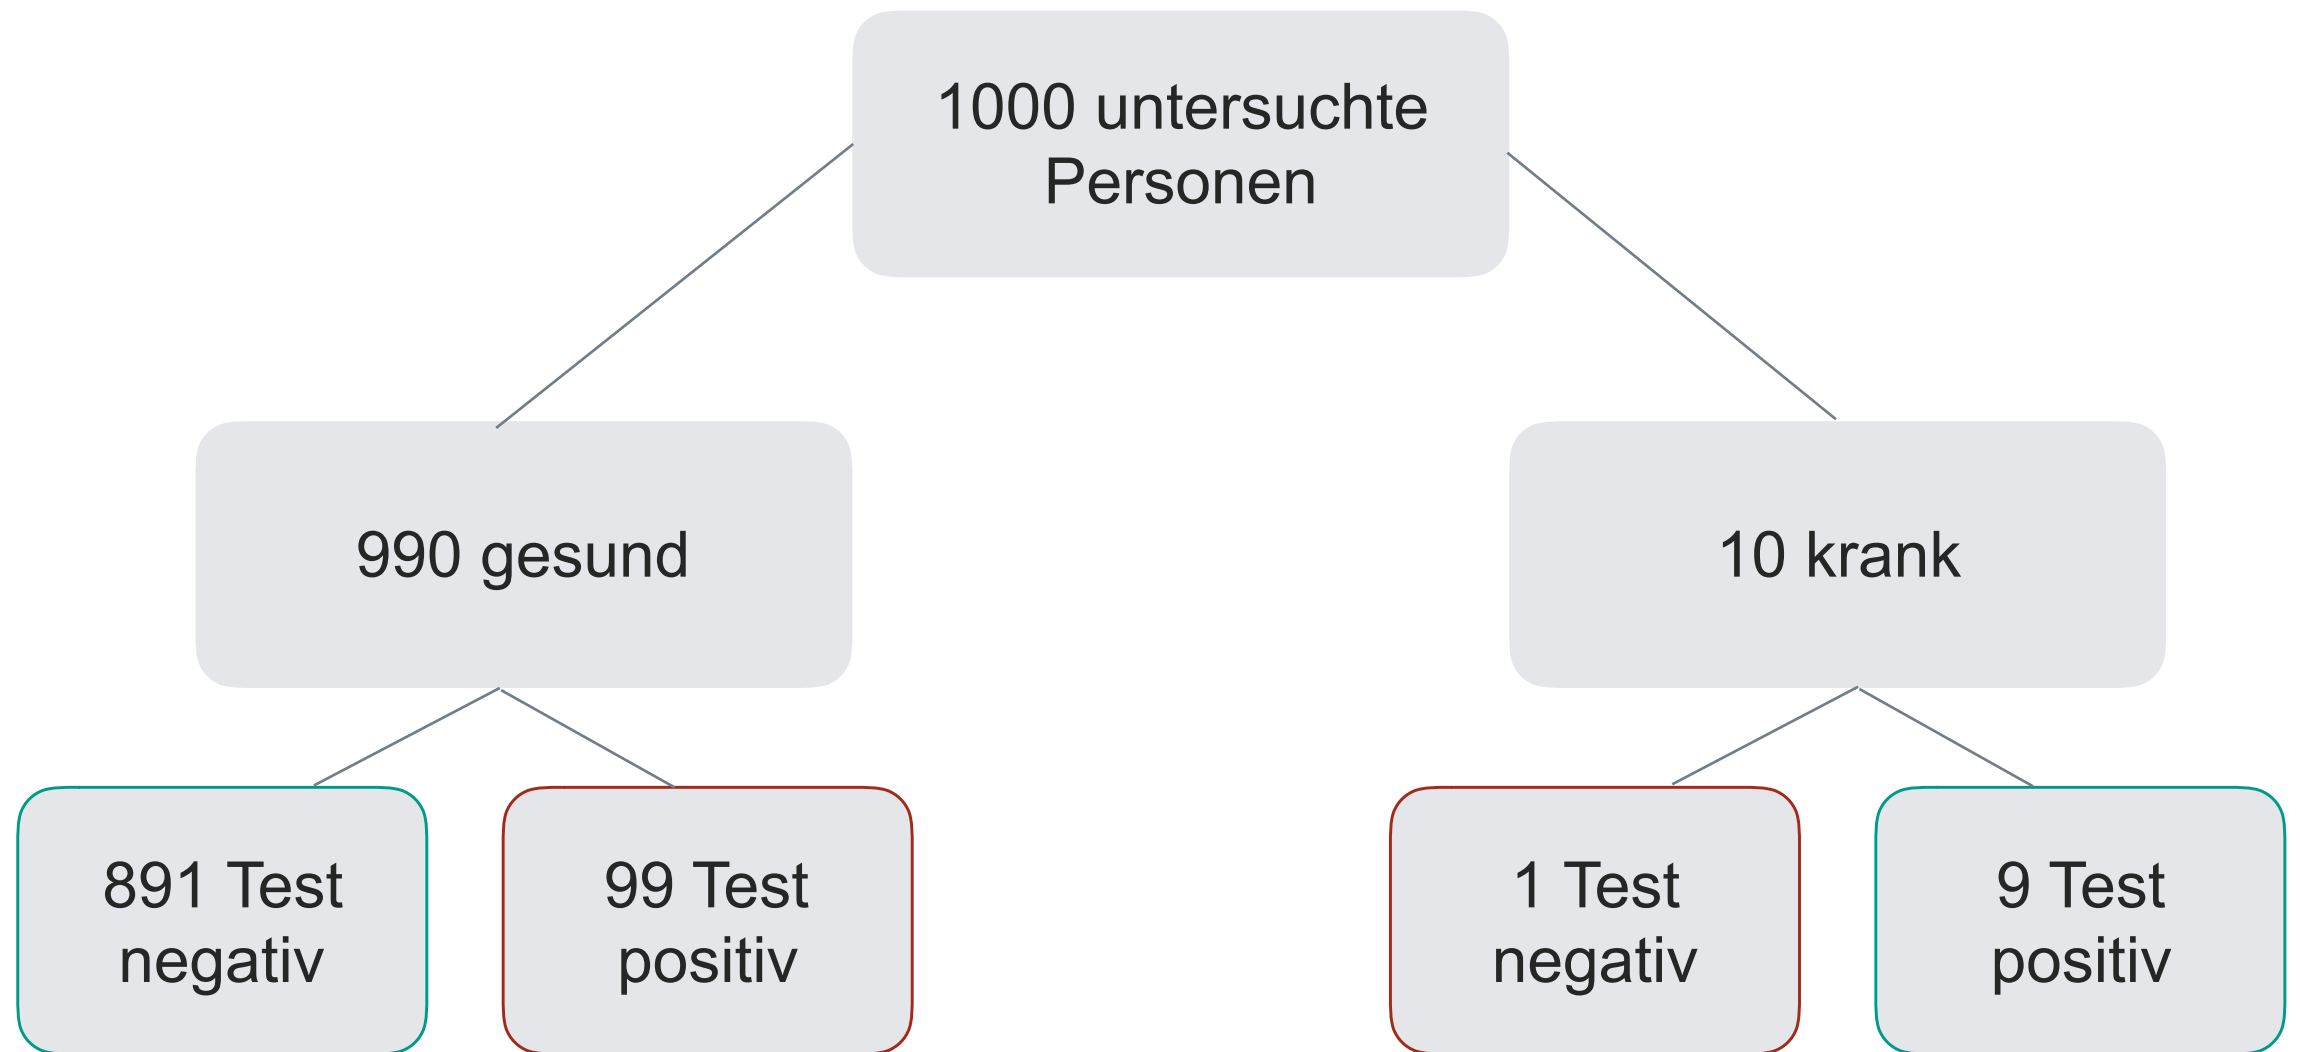 1000 untersuchte
Personen
990 gesund
10 krank
891 Test
negativ
99 Test
positiv
1 Test
negativ
9 Test
positiv